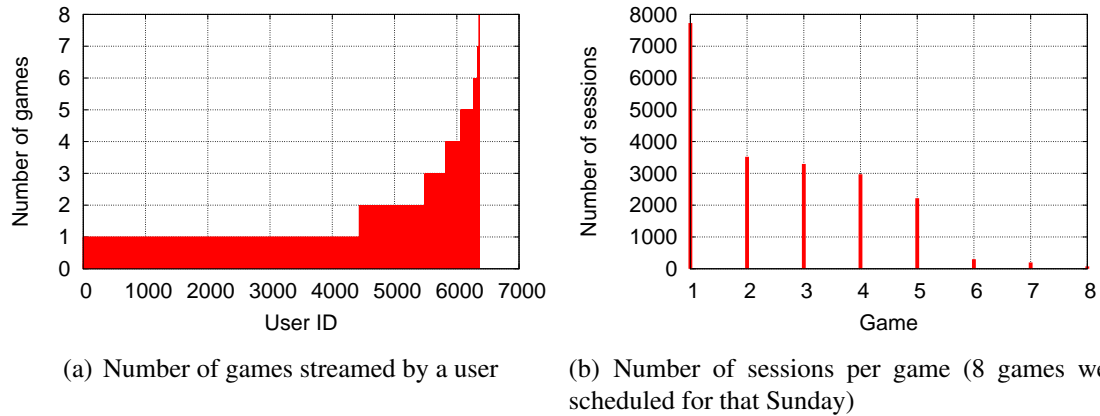 8
7
6
5
4
3
2
1
0
Number of games
0 1000 2000 3000 4000 5000 6000 7000
User ID
(a) Number of games streamed by a user
8000
7000
6000
5000
4000
3000
2000
1000
0
Number of sessions
1 2 3 4 5 6 7 8
Game
(b) Number of sessions per game (8 games we
scheduled for that Sunday)